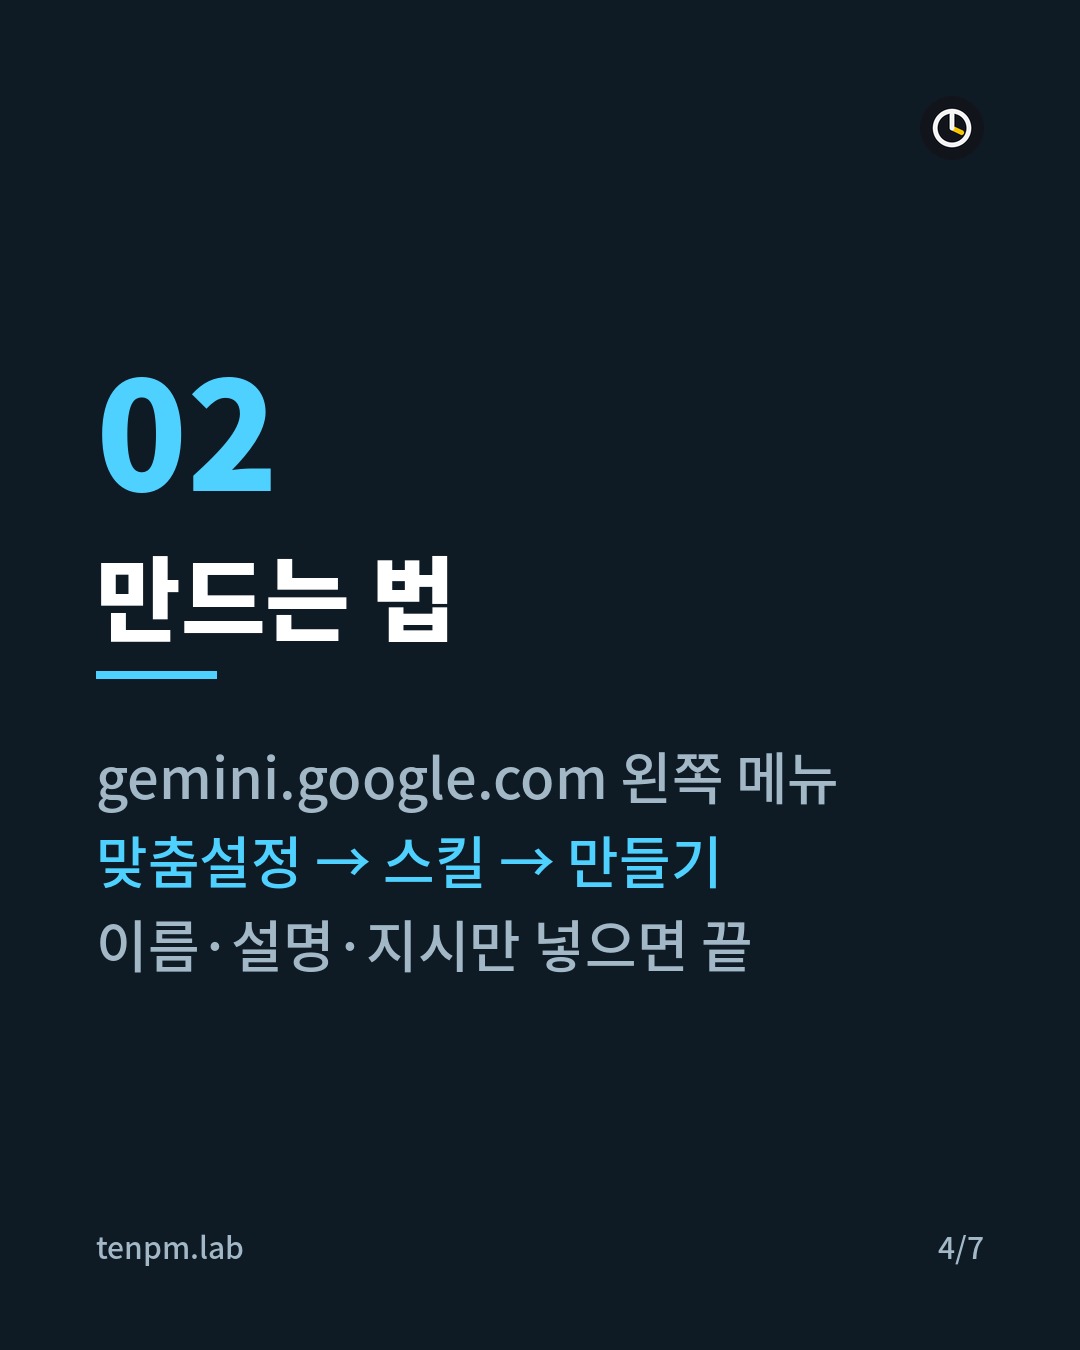 02
만드는 법
gemini.google.com 왼쪽 메뉴
맞춤설정 → 스킬 → 만들기
이름·설명·지시만 넣으면 끝
tenpm.lab
4/7